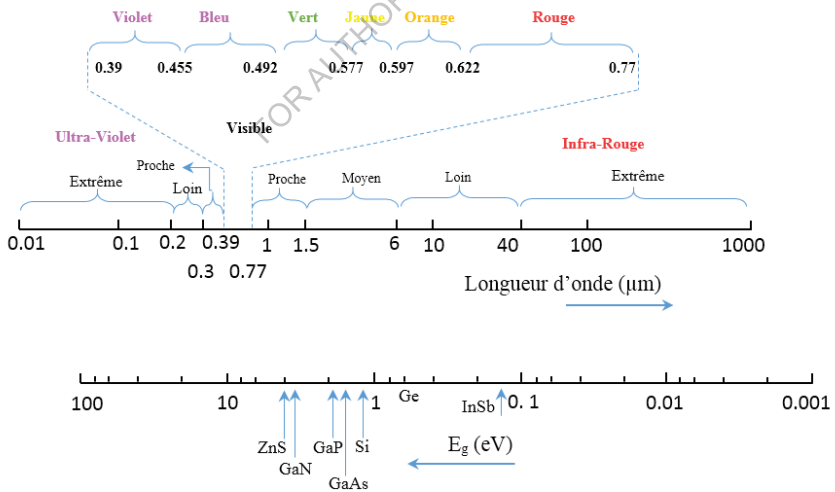 Violet Bleu Vert Jaune Orange Rouge
0.39 0.455 0.492 0.577 0.597 0.622 0.77
FOR AUTHOR
Visible
Ultra-Violet Infra-Rouge
Proche
Extrême Loin Proche Moyen Loin Extrême
0.01 0.1 0.2 0.39 1 1.5 6 10 40 100 1000
0.3 0.77
Longueur d’onde (µm)
100 10 1 0. 1 0.01 0.001
Ge
InSb
ZnS GaP Si
Eg (eV)
GaN
GaAs